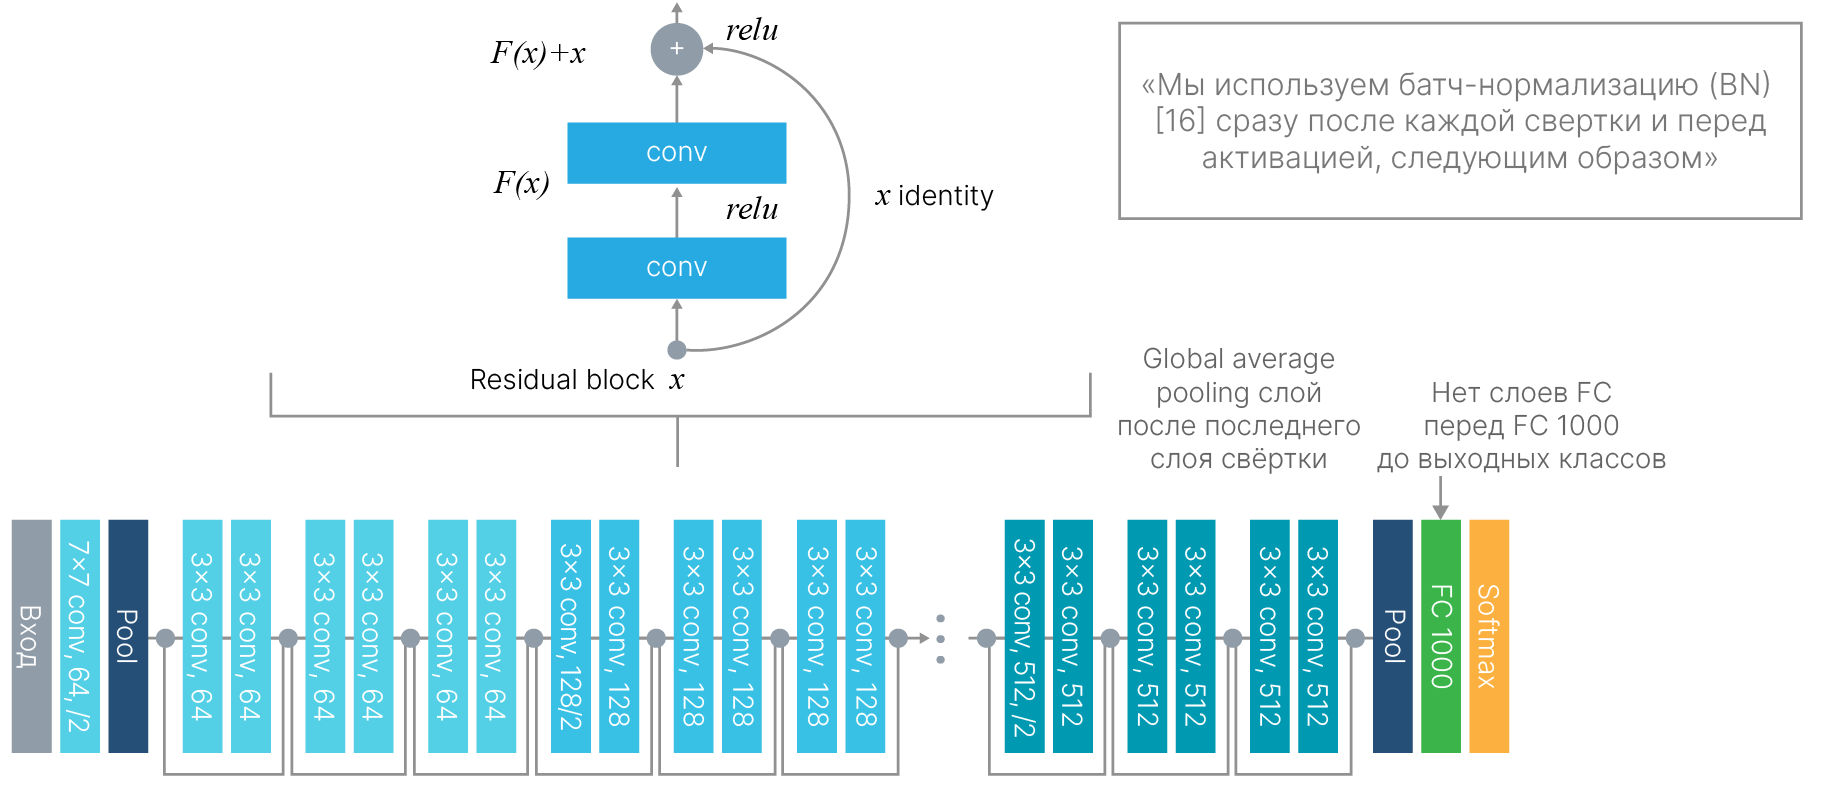 relu
F(x)+x
+
conv
F(x)
relu
x identity
conv
Residual block x
«Мы используем батч-нормализацию (BN)
[16] сразу после каждой свертки и перед
активацией, следующим образом»
Global average
pooling слой
после последнего
слоя свёртки
Нет слоев FC
перед FC 1000
до выходных классов
Вход
7×7 conv, 64, /2
Pool
3×3 conv, 64
3×3 conv, 64
3×3 conv, 64
3×3 conv, 64
3×3 conv, 64
3×3 conv, 64
3×3 conv, 128/2
3×3 conv, 128
3×3 conv, 128
3×3 conv, 128
3×3 conv, 128
3×3 conv, 128
3×3 conv, 512, /2
3×3 conv, 512
3×3 conv, 512
3×3 conv, 512
3×3 conv, 512
3×3 conv, 512
Pool
FC 1000
Softmax